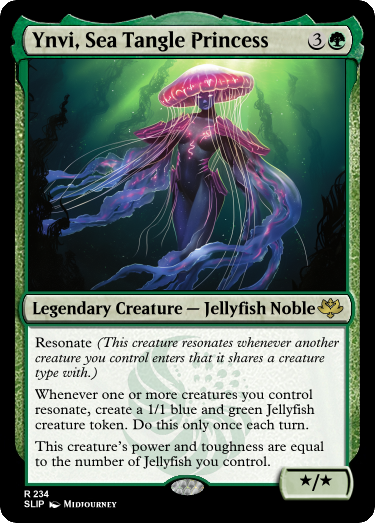 Ynvi, Sea Tangle Princess 3
Legendary Creature — Jellyfish Noble
Resonate (This creature resonates whenever another
creature you control enters that it shares a creature
type with.)
Whenever one or more creatures you control
resonate, create a 1/1 blue and green Jellyfish
creature token. Do this only once each turn.
This creature's power and toughness are equal
to the number of Jellyfish you control.
★/★
R 234
SLIP Midjourney